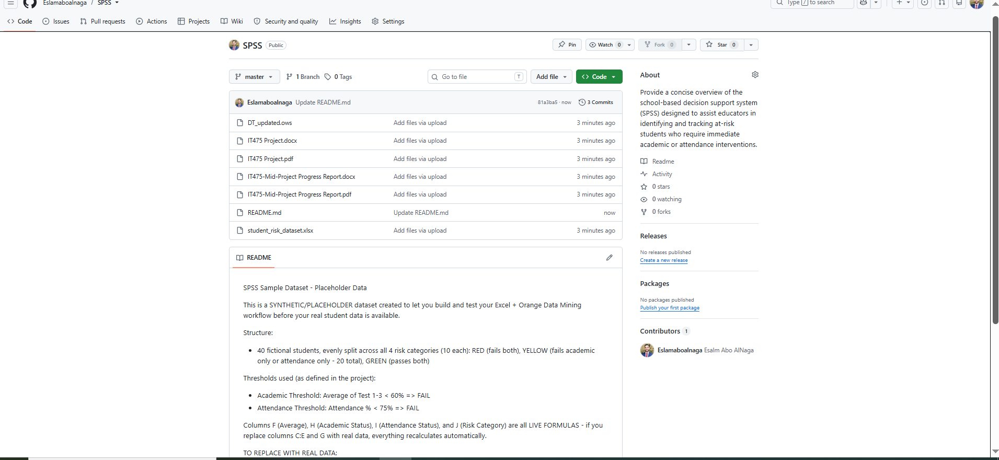 Eslamaboalnaga / SPSS
Type / to search
Code Issues Pull requests Actions Projects Wiki Security and quality Insights Settings
SPSS Public
Pin Watch 0 Fork 0 Star 0
master 1 Branch 0 Tags Go to file T Add file Code
Eslamaboalnaga Update README.md 81a3ba5 · now 3 Commits
DT_updated.ows Add files via upload 3 minutes ago
IT475 Project.docx Add files via upload 3 minutes ago
IT475 Project.pdf Add files via upload 3 minutes ago
IT475-Mid-Project Progress Report.docx Add files via upload 3 minutes ago
IT475-Mid-Project Progress Report.pdf Add files via upload 3 minutes ago
README.md Update README.md now
student_risk_dataset.xlsx Add files via upload 3 minutes ago
README
SPSS Sample Dataset - Placeholder Data
This is a SYNTHETIC/PLACEHOLDER dataset created to let you build and test your Excel + Orange Data Mining
workflow before your real student data is available.
Structure:
• 40 fictional students, evenly split across all 4 risk categories (10 each): RED (fails both), YELLOW (fails academic
only or attendance only - 20 total), GREEN (passes both)
Thresholds used (as defined in the project):
• Academic Threshold: Average of Test 1-3 < 60% => FAIL
• Attendance Threshold: Attendance % < 75% => FAIL
Columns F (Average), H (Academic Status), I (Attendance Status), and J (Risk Category) are all LIVE FORMULAS - if you
replace columns C:E and G with real data, everything recalculates automatically.
TO REPLACE WITH REAL DATA:
About
Provide a concise overview of the
school-based decision support system
(SPSS) designed to assist educators in
identifying and tracking at-risk
students who require immediate
academic or attendance interventions.
Readme
Activity
0 stars
0 watching
0 forks
Releases
No releases published
Create a new release
Packages
No packages published
Publish your first package
Contributors 1
Eslamaboalnaga Esalm Abo AlNaga